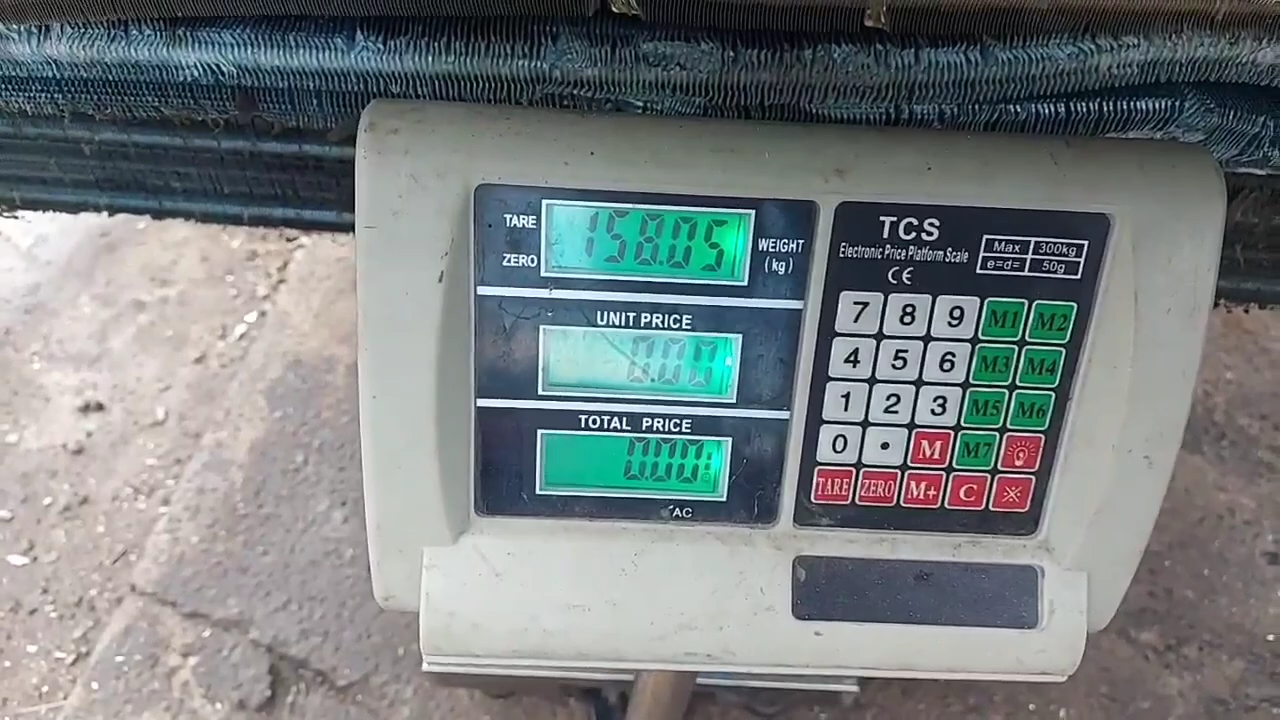 TARE
ZERO
158.05
WEIGHT
(kg)
UNIT PRICE
0.00
TOTAL PRICE
0.00
AC
TCS
Electronic Price Platform Scale
CE
Max 300kg
e=d= 50g
7 8 9 M1 M2
4 5 6 M3 M4
1 2 3 M5 M6
0 • M M7
TARE ZERO M+ C ※